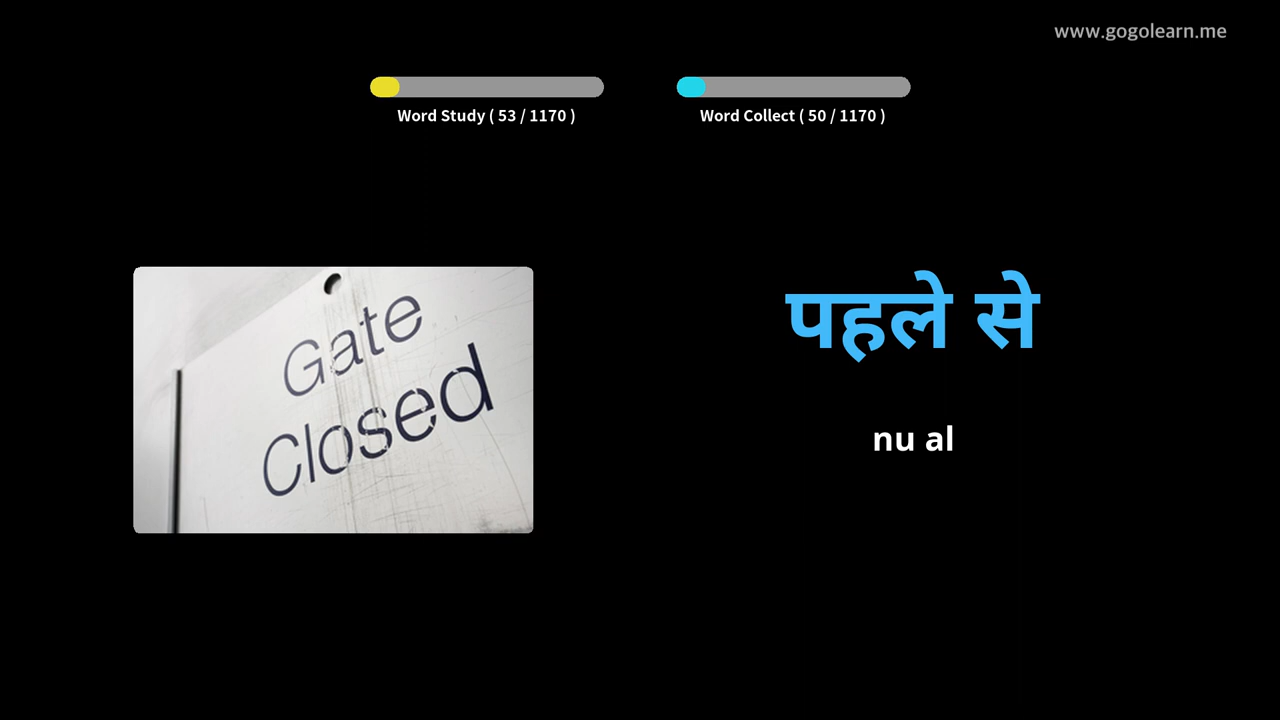 www.gogolearn.me
Word Study ( 53 / 1170 )
Word Collect ( 50 / 1170 )
Gate
Closed
पहले से
nu al